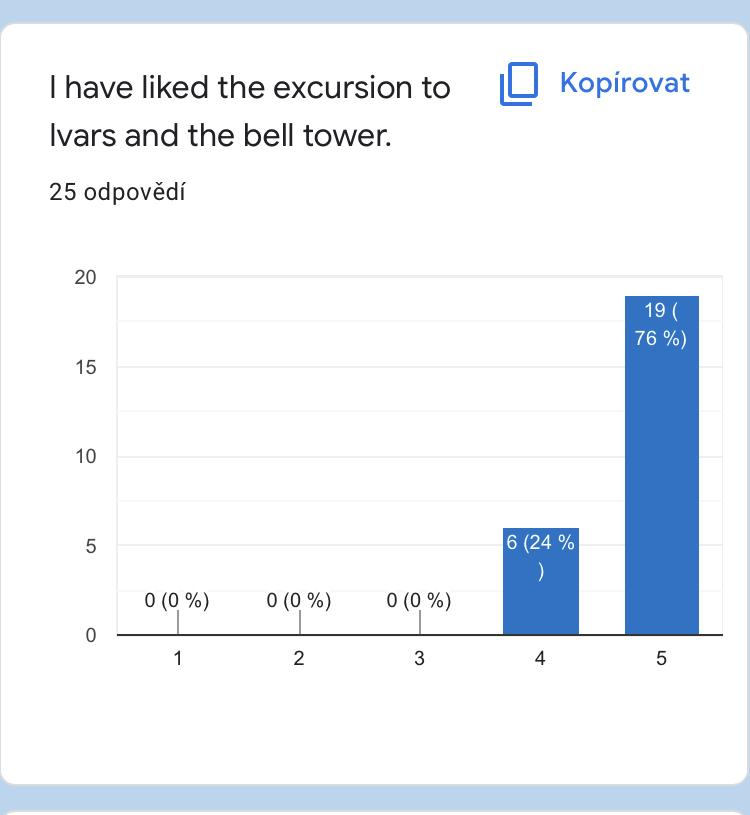 I have liked the excursion to
Ivars and the bell tower.
Kopírovat
25 odpovědí
20
15
10
5
0
0 (0 %)
0 (0 %)
0 (0 %)
6 (24 %
)
19 (
76 %)
1
2
3
4
5